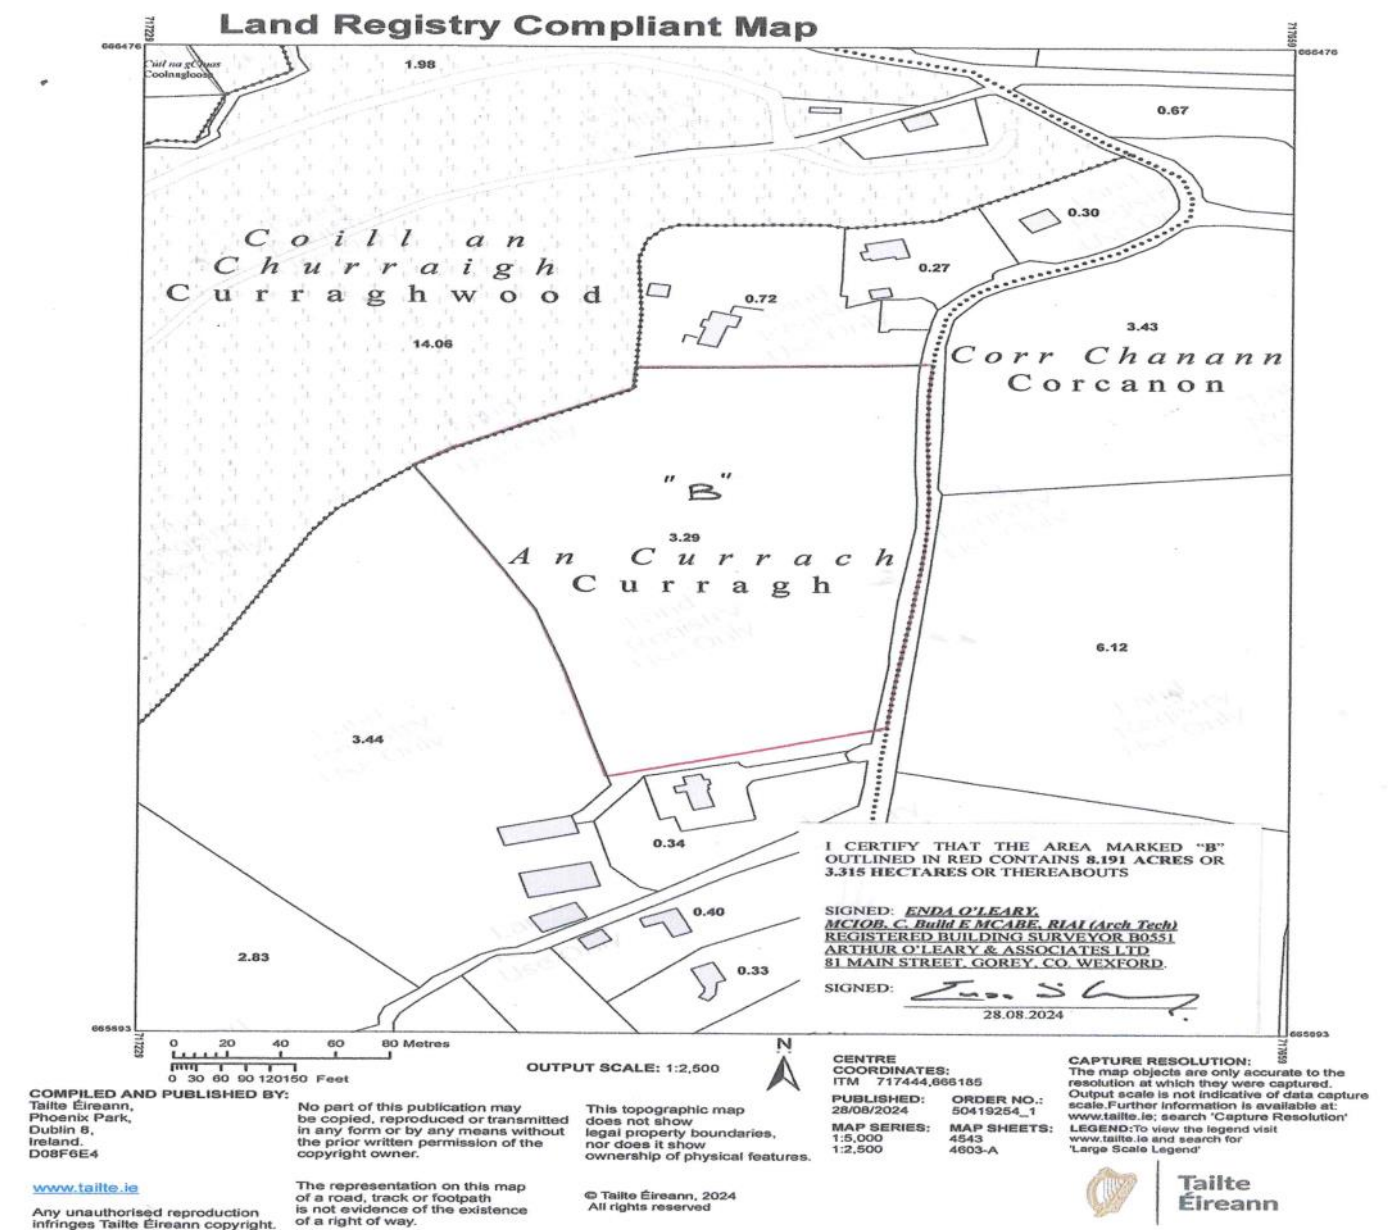 Land Registry Compliant Map
717229
717659
666476
666476
Coolnagloose
1.98
0.67
0.30
Coill an
Churraigh
Curraghwood
0.27
0.72
14.06
3.43
Corr Chanann
Corcanon
"B"
3.29
An Currach
Curragh
6.12
3.44
0.34
I CERTIFY THAT THE AREA MARKED "B"
OUTLINED IN RED CONTAINS 8.191 ACRES OR
3.315 HECTARES OR THEREABOUTS
SIGNED: ENDA O'LEARY,
MCIOB, C. Build E MCABE, RIAI (Arch Tech)
REGISTERED BUILDING SURVEYOR B0551
ARTHUR O'LEARY & ASSOCIATES LTD
81 MAIN STREET, GOREY, CO. WEXFORD.
SIGNED:
28.08.2024
0.40
0.33
2.83
665893
665893
717229
717659
0 20 40 60 80 Metres
0 30 60 90 120150 Feet
OUTPUT SCALE: 1:2,500
N
COMPILED AND PUBLISHED BY:
Tailte Éireann,
Phoenix Park,
Dublin 8,
Ireland.
D08F6E4
www.tailte.ie
Any unauthorised reproduction
infringes Tailte Éireann copyright.
No part of this publication may
be copied, reproduced or transmitted
in any form or by any means without
the prior written permission of the
copyright owner.
The representation on this map
of a road, track or footpath
is not evidence of the existence
of a right of way.
This topographic map
does not show
legal property boundaries,
nor does it show
ownership of physical features.
© Tailte Éireann, 2024
All rights reserved
CENTRE
COORDINATES:
ITM 717444,666185
PUBLISHED: ORDER NO.:
28/08/2024 50419254_1
MAP SERIES: MAP SHEETS:
1:5,000 4543
1:2,500 4603-A
CAPTURE RESOLUTION:
The map objects are only accurate to the
resolution at which they were captured.
Output scale is not indicative of data capture
scale.Further information is available at:
www.tailte.ie; search 'Capture Resolution'
LEGEND:To view the legend visit
www.tailte.ie and search for
'Large Scale Legend'
Tailte
Éireann